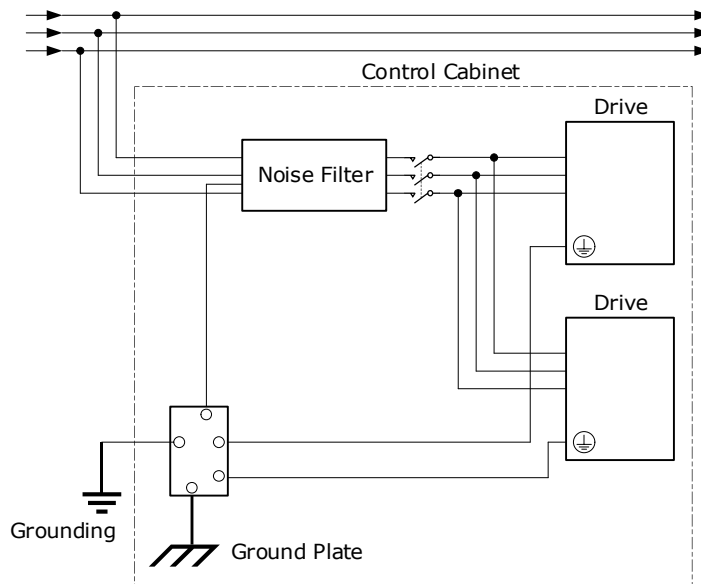 Control Cabinet
Drive
Noise Filter
Drive
Grounding
Ground Plate